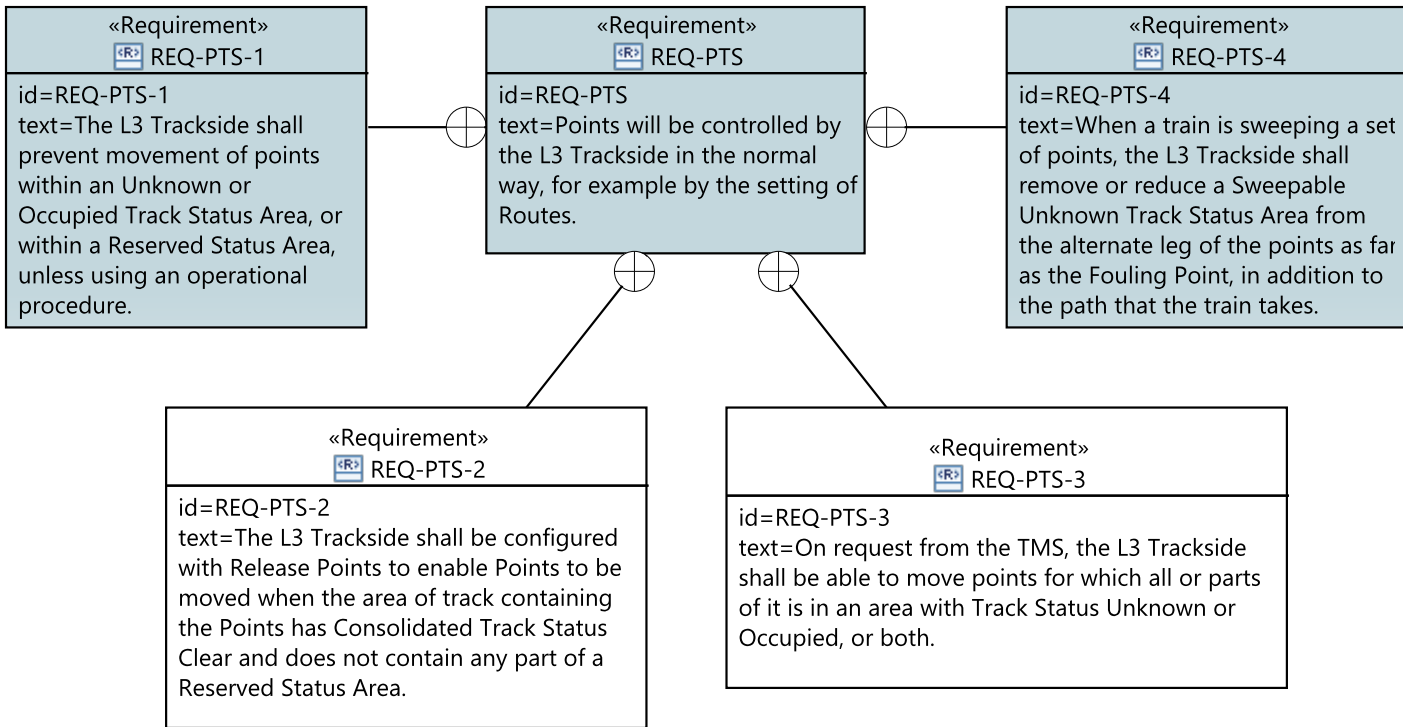 «Requirement»
REQ-PTS-1
id=REQ-PTS-1
text=The L3 Trackside shall
prevent movement of points
within an Unknown or
Occupied Track Status Area, or
within a Reserved Status Area,
unless using an operational
procedure.
«Requirement»
REQ-PTS
id=REQ-PTS
text=Points will be controlled by
the L3 Trackside in the normal
way, for example by the setting of
Routes.
«Requirement»
REQ-PTS-4
id=REQ-PTS-4
text=When a train is sweeping a set
of points, the L3 Trackside shall
remove or reduce a Sweepable
Unknown Track Status Area from
the alternate leg of the points as far
as the Fouling Point, in addition to
the path that the train takes.
«Requirement»
REQ-PTS-2
id=REQ-PTS-2
text=The L3 Trackside shall be configured
with Release Points to enable Points to be
moved when the area of track containing
the Points has Consolidated Track Status
Clear and does not contain any part of a
Reserved Status Area.
«Requirement»
REQ-PTS-3
id=REQ-PTS-3
text=On request from the TMS, the L3 Trackside
shall be able to move points for which all or parts
of it is in an area with Track Status Unknown or
Occupied, or both.